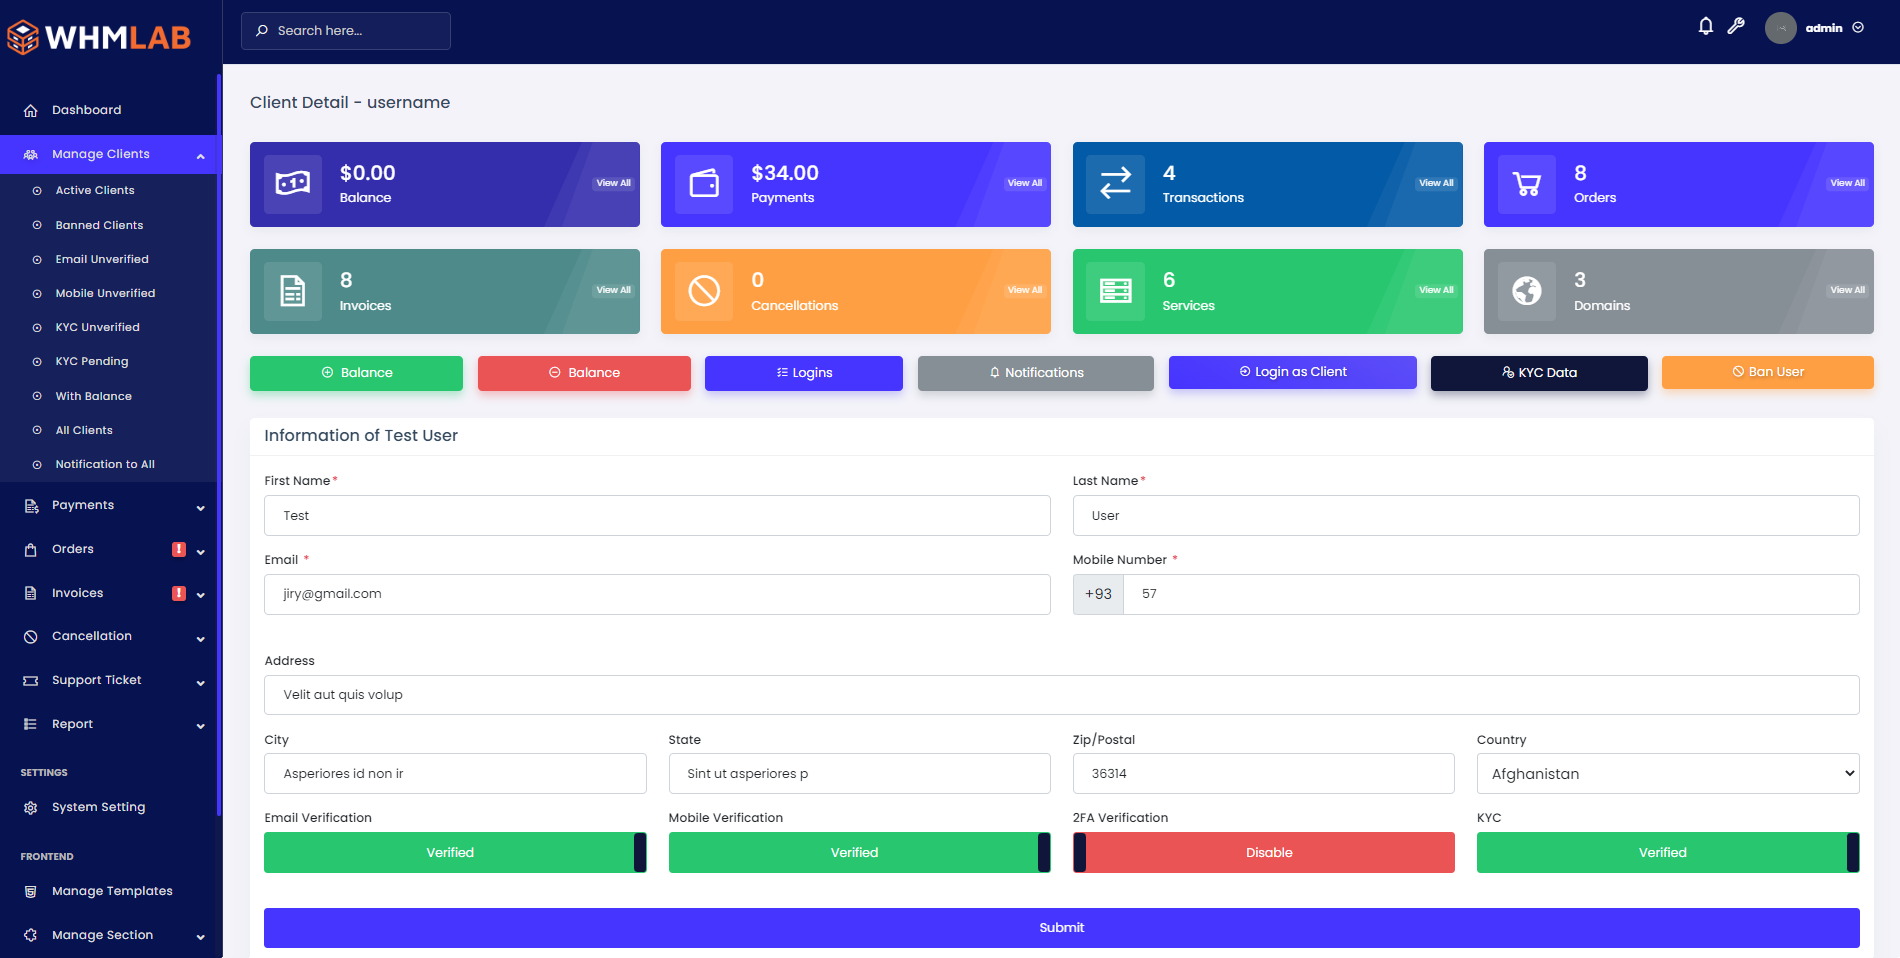 WHMLAB
Search here...
admin
Dashboard
Manage Clients
Active Clients
Banned Clients
Email Unverified
Mobile Unverified
KYC Unverified
KYC Pending
With Balance
All Clients
Notification to All
Payments
Orders
Invoices
Cancellation
Support Ticket
Report
SETTINGS
System Setting
FRONTEND
Manage Templates
Manage Section
Client Detail - username
$0.00
Balance
View All
$34.00
Payments
View All
4
Transactions
View All
8
Orders
View All
8
Invoices
View All
0
Cancellations
View All
6
Services
View All
3
Domains
View All
Balance
Balance
Logins
Notifications
Login as Client
KYC Data
Ban User
Information of Test User
First Name *
Test
Last Name *
User
Email *
jiry@gmail.com
Mobile Number *
+93 57
Address
Velit aut quis volup
City
Asperiores id non ir
State
Sint ut asperiores p
Zip/Postal
36314
Country
Afghanistan
Email Verification
Verified
Mobile Verification
Verified
2FA Verification
Disable
KYC
Verified
Submit